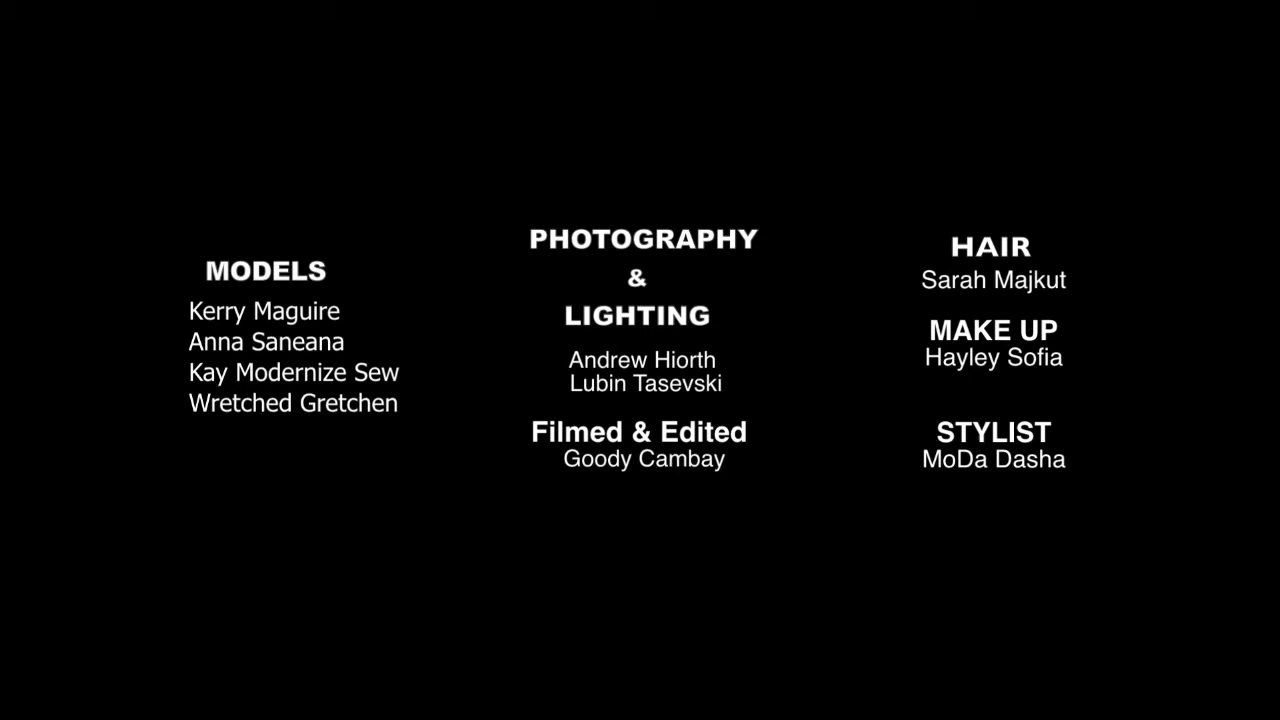 MODELS
Kerry Maguire
Anna Saneana
Kay Modernize Sew
Wretched Gretchen
PHOTOGRAPHY
&
LIGHTING
Andrew Hiorth
Lubin Tasevski
Filmed & Edited
Goody Cambay
HAIR
Sarah Majkut
MAKE UP
Hayley Sofia
STYLIST
MoDa Dasha